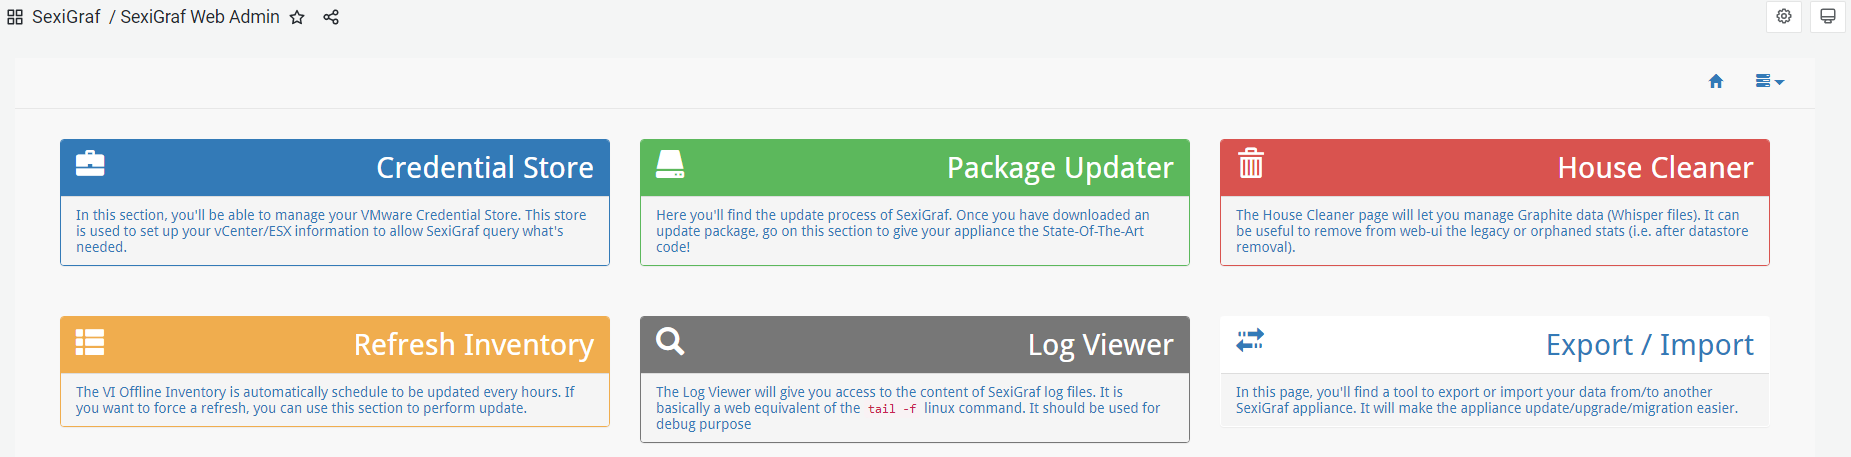 SexiGraf / SexiGraf Web Admin
Credential Store
In this section, you'll be able to manage your VMware Credential Store. This store
is used to set up your vCenter/ESX information to allow SexiGraf query what's
needed.
Package Updater
Here you'll find the update process of SexiGraf. Once you have downloaded an
update package, go on this section to give your appliance the State-Of-The-Art
code!
House Cleaner
The House Cleaner page will let you manage Graphite data (Whisper files). It can
be useful to remove from web-ui the legacy or orphaned stats (i.e. after datastore
removal).
Refresh Inventory
The VI Offline Inventory is automatically schedule to be updated every hours. If
you want to force a refresh, you can use this section to perform update.
Log Viewer
The Log Viewer will give you access to the content of SexiGraf log files. It is
basically a web equivalent of the tail -f linux command. It should be used for
debug purpose
Export / Import
In this page, you'll find a tool to export or import your data from/to another
SexiGraf appliance. It will make the appliance update/upgrade/migration easier.